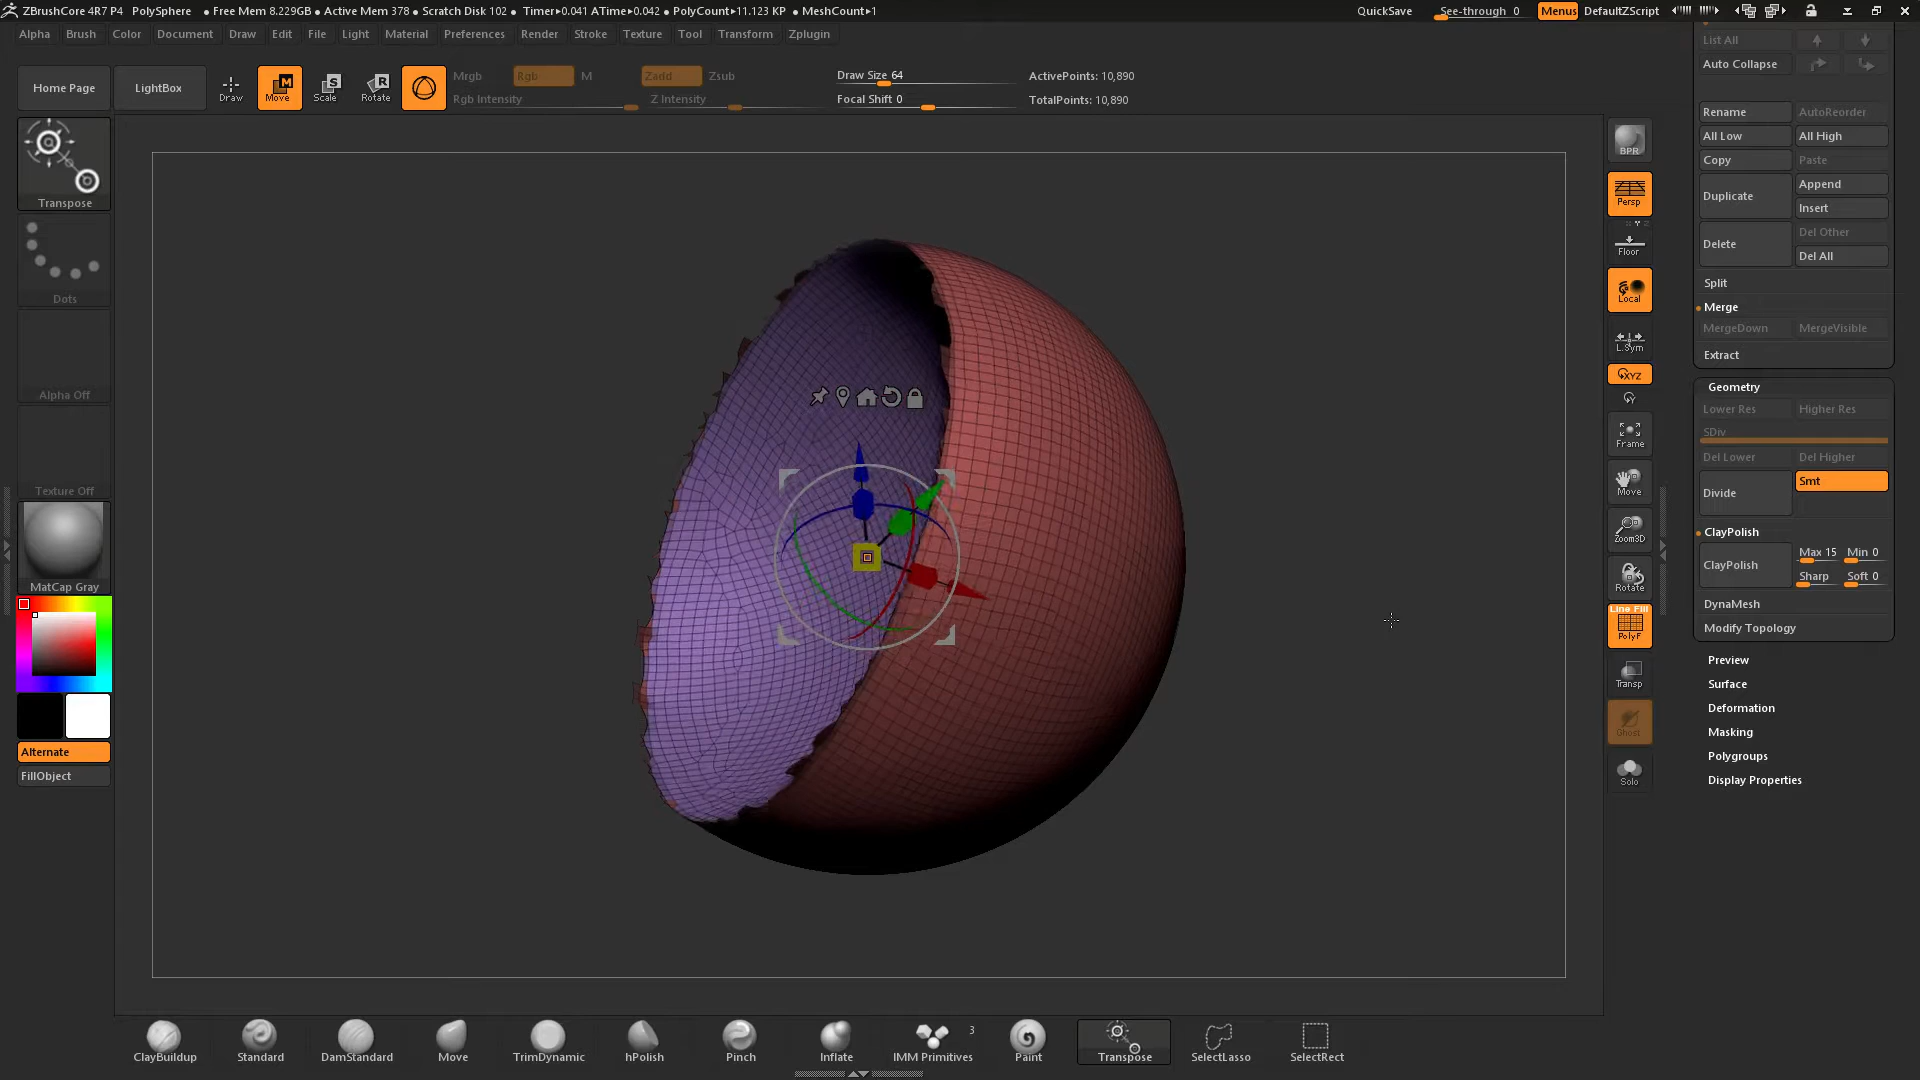 ZBrushCore 4R7 P4 PolySphere • Free Mem 8.229GB • Active Mem 378 • Scratch Disk 102 • Timer▸0.041 ATime▸0.042 • PolyCount▸11.123 KP • MeshCount▸1 QuickSave See-through 0 Menus DefaultZScript
Alpha Brush Color Document Draw Edit File Light Material Preferences Render Stroke Texture Tool Transform Zplugin
List All
Auto Collapse
Home Page LightBox Draw Move Scale Rotate
Mrgb Rgb M Zadd Zsub Draw Size 64 ActivePoints: 10,890
Rgb Intensity Z Intensity Focal Shift 0 TotalPoints: 10,890
Transpose
Dots
Alpha Off
Texture Off
MatCap Gray
Alternate
FillObject
BPR
Persp
Floor
Local
L.Sym
XYZ
Y
Frame
Move
Zoom3D
Rotate
Line Fill
PolyF
Transp
Ghost
Solo
Rename AutoReorder
All Low All High
Copy Paste
Duplicate Append
Insert
Delete Del Other
Del All
Split
Merge
MergeDown MergeVisible
Extract
Geometry
Lower Res Higher Res
SDiv
Del Lower Del Higher
Divide Smt
ClayPolish
ClayPolish Max 15 Min 0
Sharp Soft 0
DynaMesh
Modify Topology
Preview
Surface
Deformation
Masking
Polygroups
Display Properties
ClayBuildup Standard DamStandard Move TrimDynamic hPolish Pinch Inflate IMM Primitives 3 Paint Transpose SelectLasso SelectRect